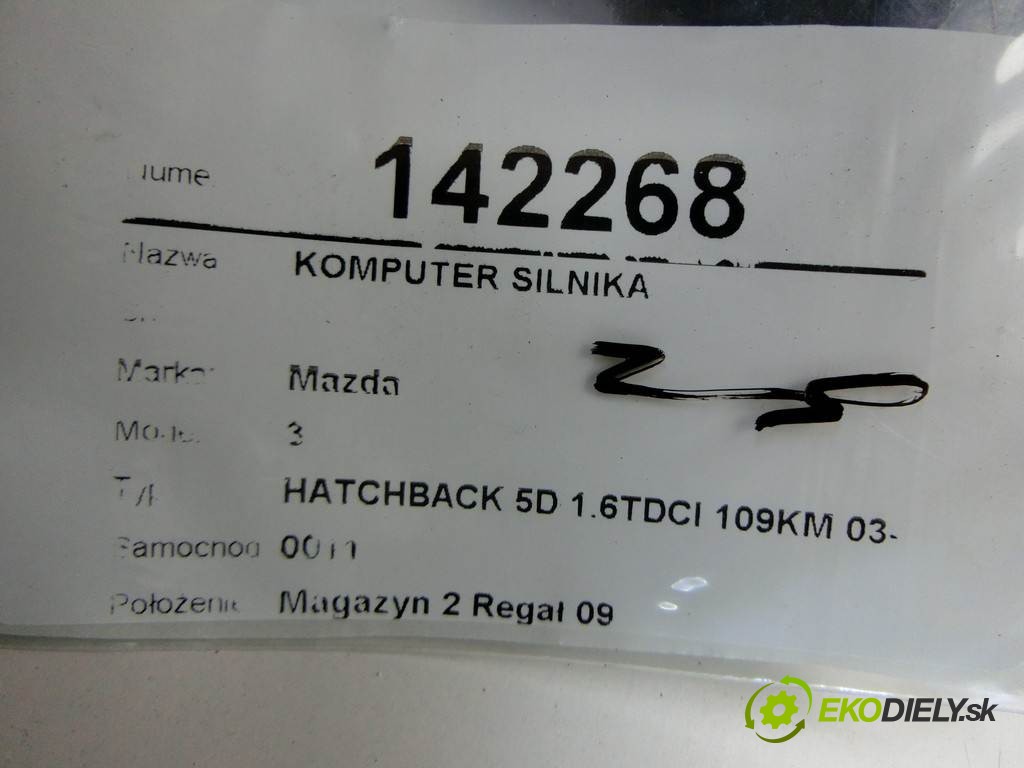 142268
Nazwa KOMPUTER SILNIKA
Marka: Mazda
3
HATCHBACK 5D 1.6TDCI 109KM 03-
Samochod
Położenie Magazyn 2 Regał 09
EKODIELY.sk